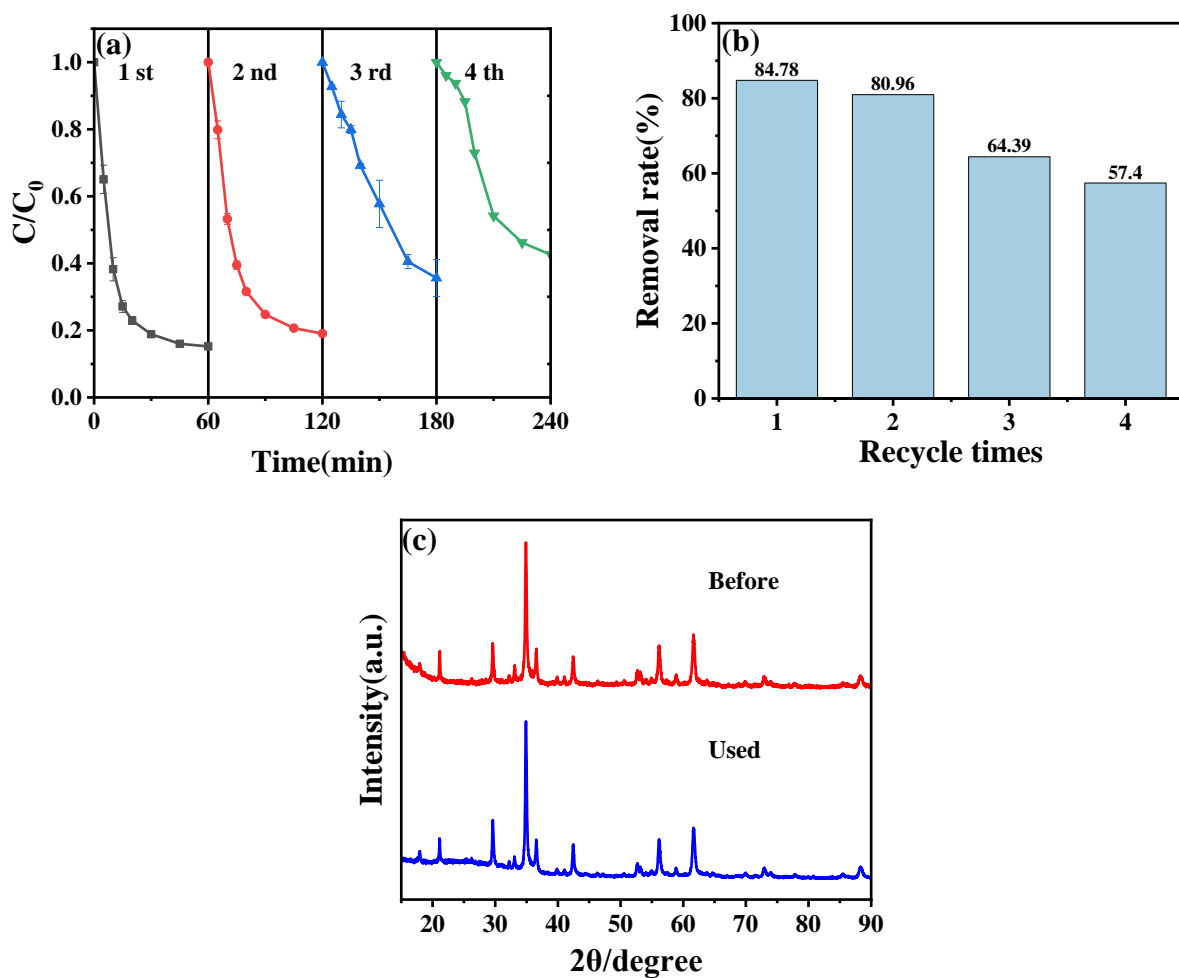 (a)
1 st
2 nd
3 rd
4 th
1.0
0.8
0.6
0.4
0.2
0.0
C/C0
0
60
120
180
240
Time(min)
(b)
100
80
60
40
20
0
Removal rate(%)
84.78
80.96
64.39
57.4
1
2
3
4
Recycle times
(c)
Before
Used
Intensity(a.u.)
20
30
40
50
60
70
80
90
2θ/degree